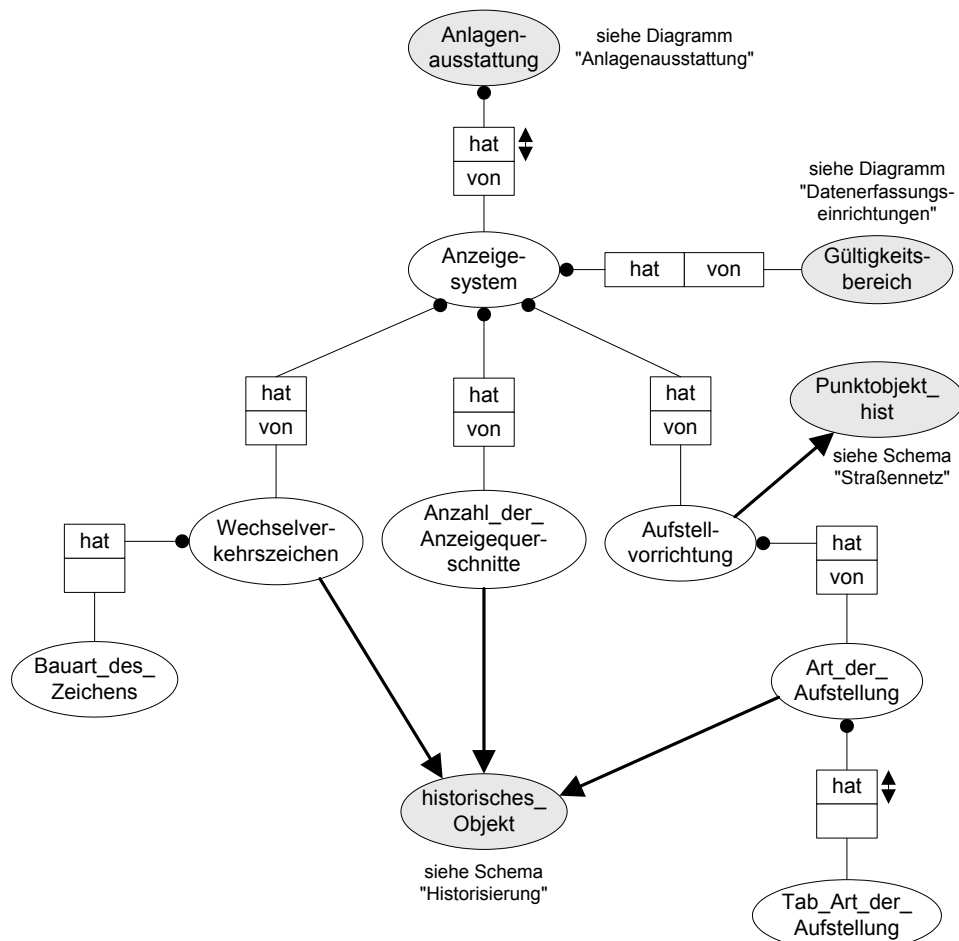 Anlagen-
ausstattung
siehe Diagramm
"Anlagenausstattung"
hat
von
siehe Diagramm
"Datenerfassungs-
einrichtungen"
Anzeige-
system
hat
von
Gültigkeits-
bereich
hat
von
hat
von
hat
von
Punktobjekt_
hist
siehe Schema
"Straßennetz"
Wechselver-
kehrszeichen
Anzahl_der_
Anzeigequer-
schnitte
Aufstell-
vorrichtung
hat
hat
von
Bauart_des_
Zeichens
Art_der_
Aufstellung
historisches_
Objekt
siehe Schema
"Historisierung"
hat
Tab_Art_der_
Aufstellung